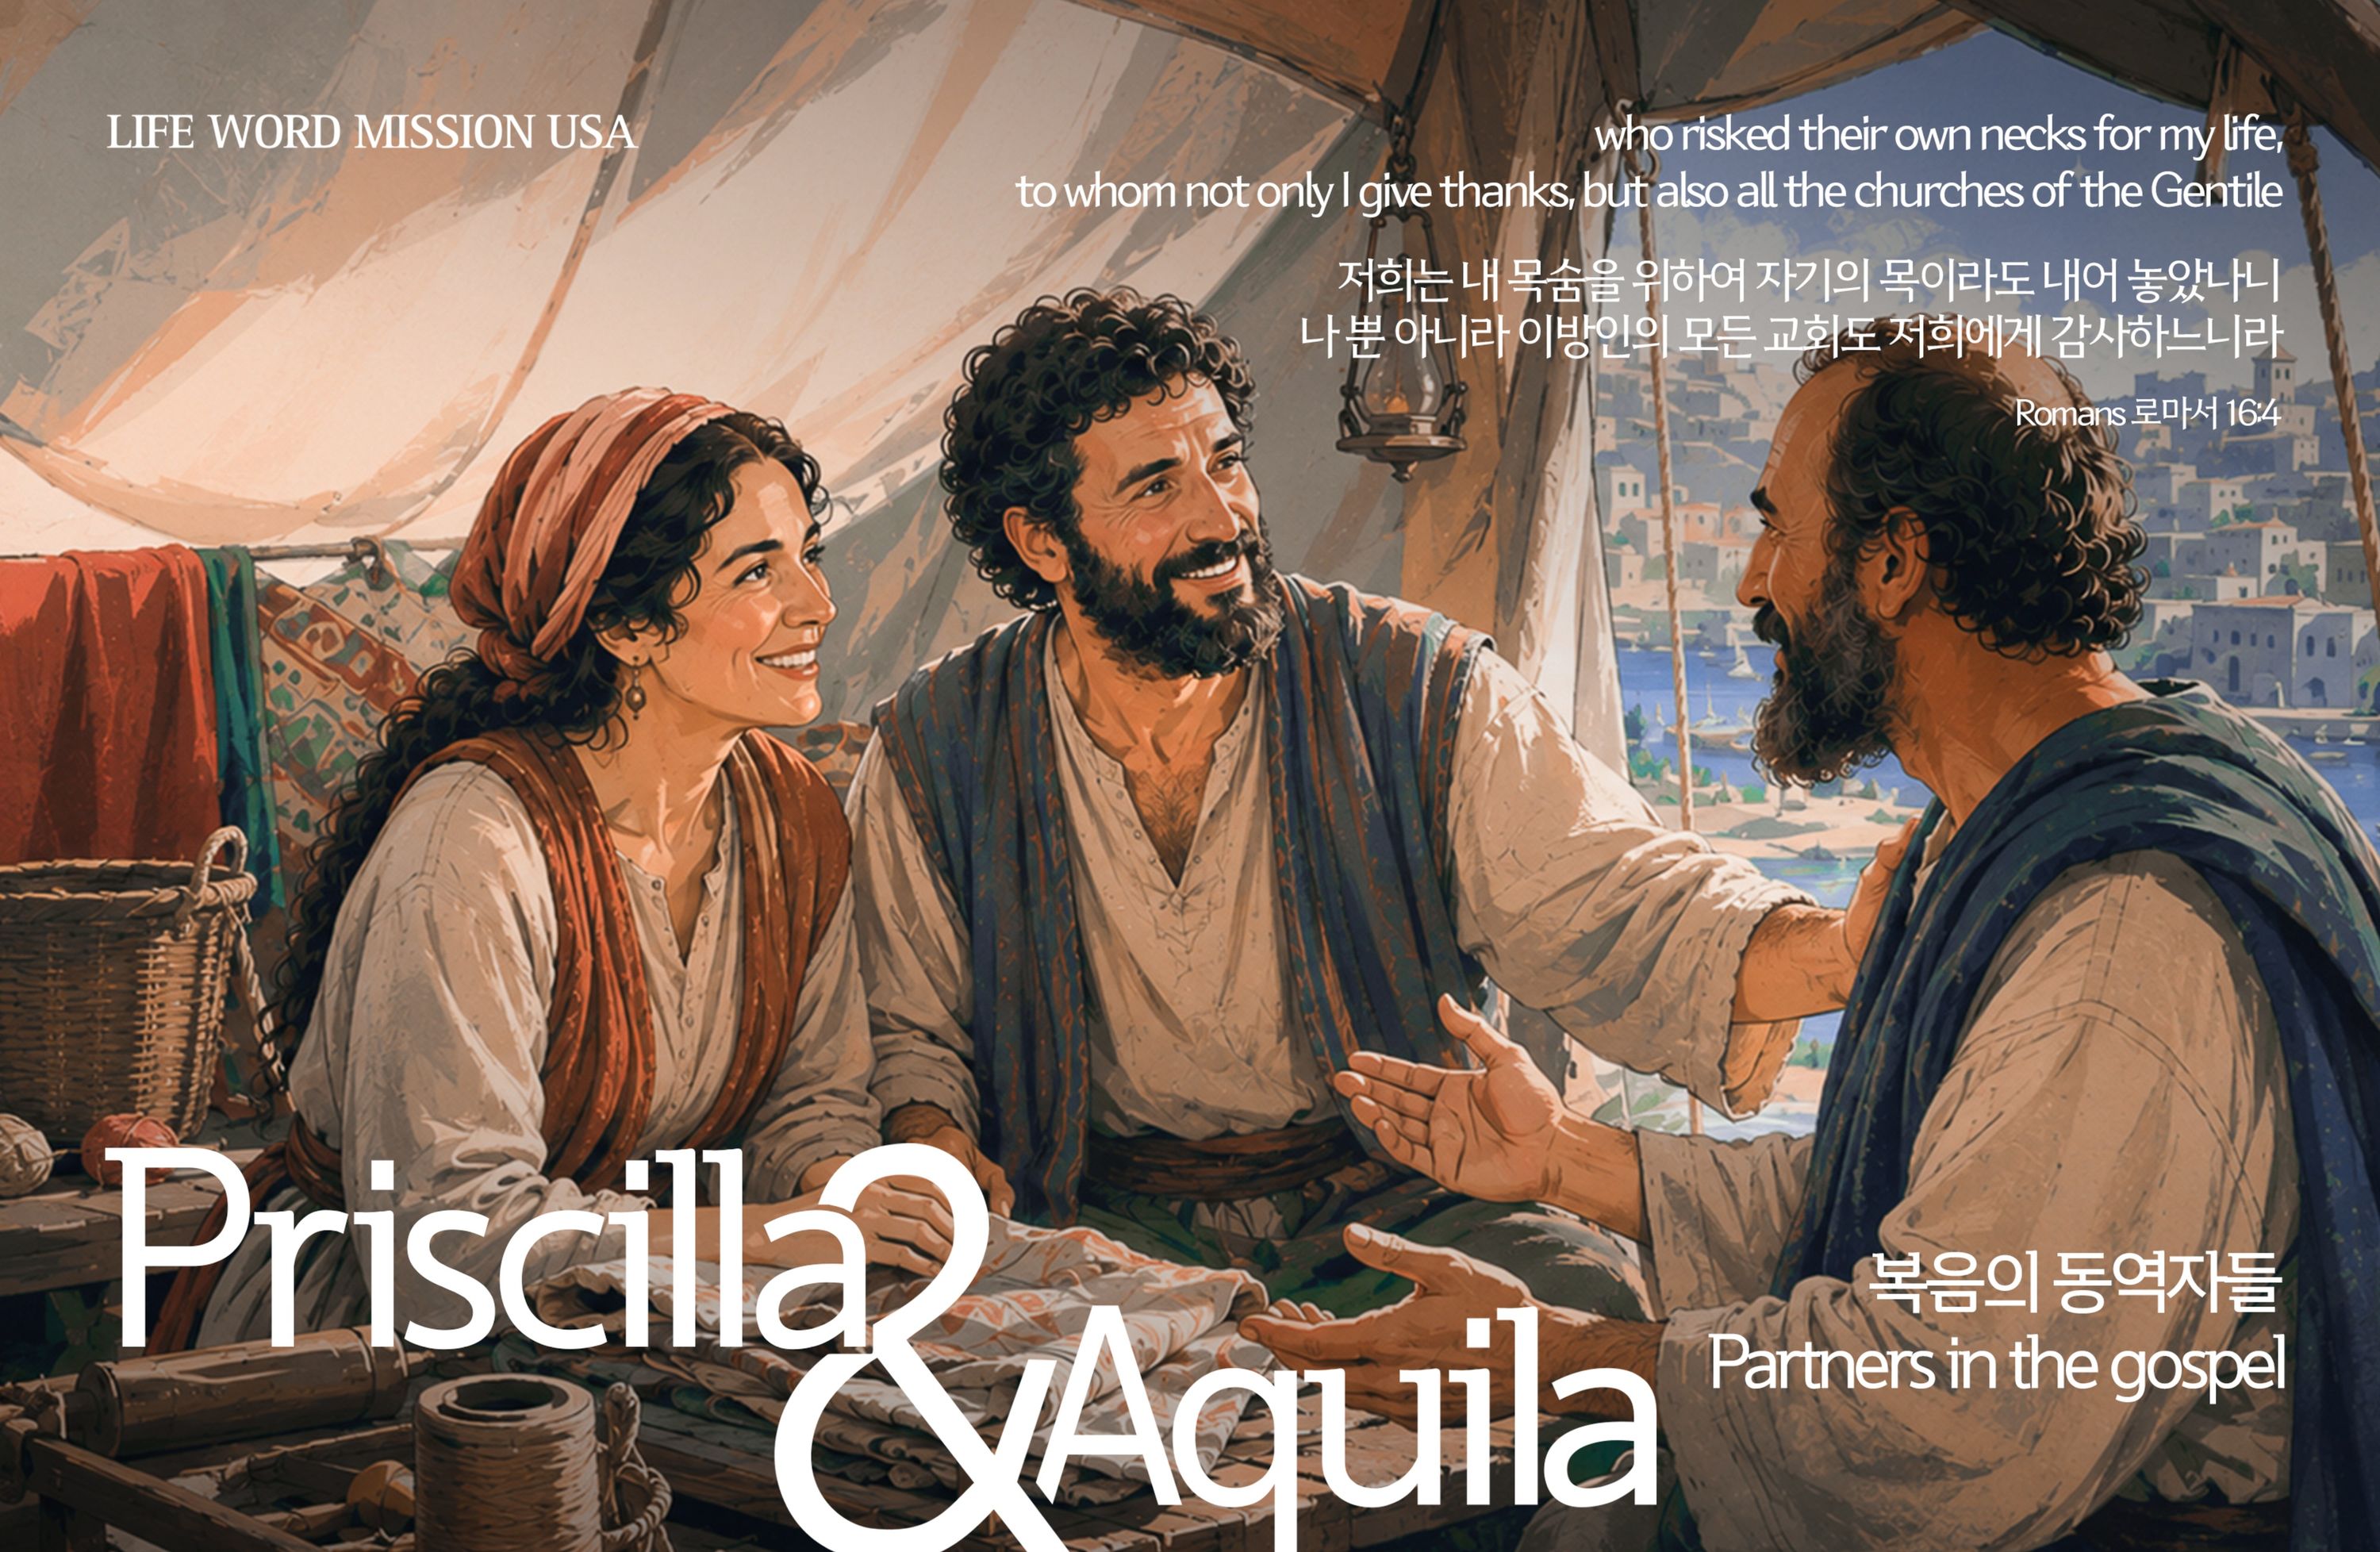 LIFE WORD MISSION USA
who risked their own necks for my life,
to whom not only I give thanks, but also all the churches of the Gentile
저희는 내 목숨을 위하여 자기의 목이라도 내어 놓았나니
나 뿐 아니라 이방인의 모든 교회도 저희에게 감사하느니라
Romans 로마서 16:4
Priscilla
& Aquila
복음의 동역자들
Partners in the gospel